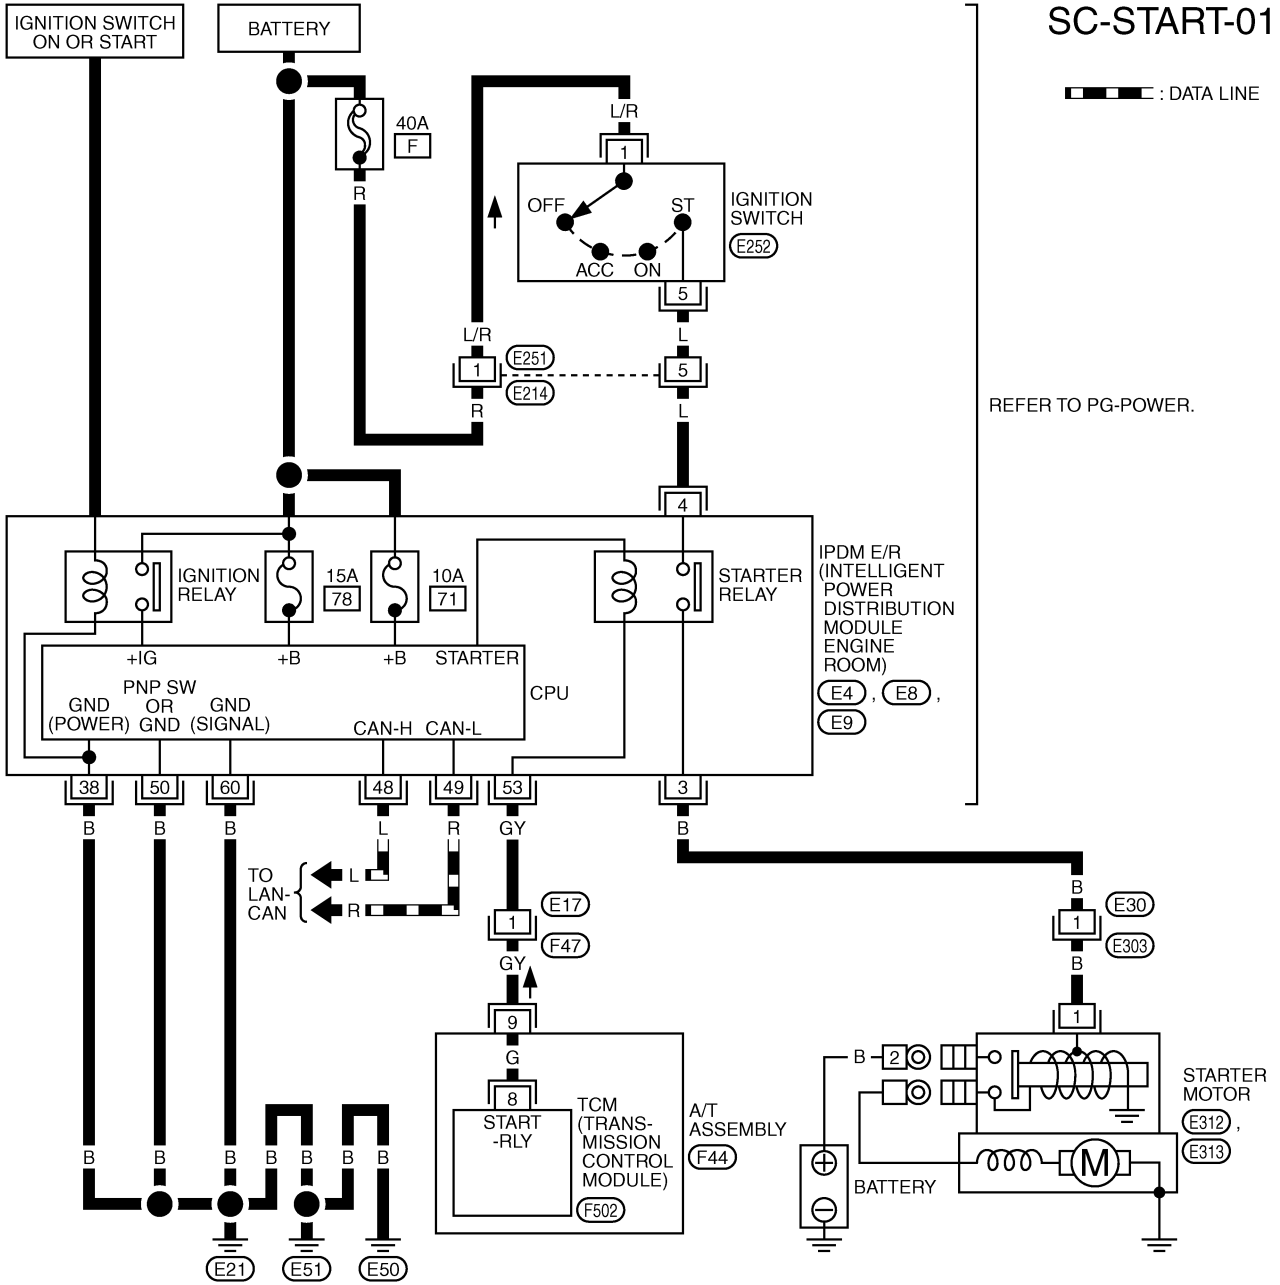 IGNITION SWITCH
ON OR START
BATTERY
SC-START-01
: DATA LINE
40A
F
R
L/R
1
OFF
ST
ACC
ON
IGNITION
SWITCH
E252
5
L
L/R
1
E251
E214
5
R
L
REFER TO PG-POWER.
4
IGNITION
RELAY
15A
78
10A
71
STARTER
RELAY
IPDM E/R
(INTELLIGENT
POWER
DISTRIBUTION
MODULE
ENGINE
ROOM)
E4 , E8 ,
E9
+IG
+B
+B
STARTER
CPU
GND
(POWER)
PNP SW
OR
GND
GND
(SIGNAL)
CAN-H
CAN-L
38
50
60
48
49
53
3
B
B
B
L
R
GY
B
TO
LAN-
CAN
L
R
1
E17
F47
GY
9
G
8
START
-RLY
TCM
(TRANS-
MISSION
CONTROL
MODULE)
F502
A/T
ASSEMBLY
F44
B
1
E30
E303
B
1
B
2
STARTER
MOTOR
E312 ,
E313
M
BATTERY
B
B
B
B
B
B
E21
E51
E50